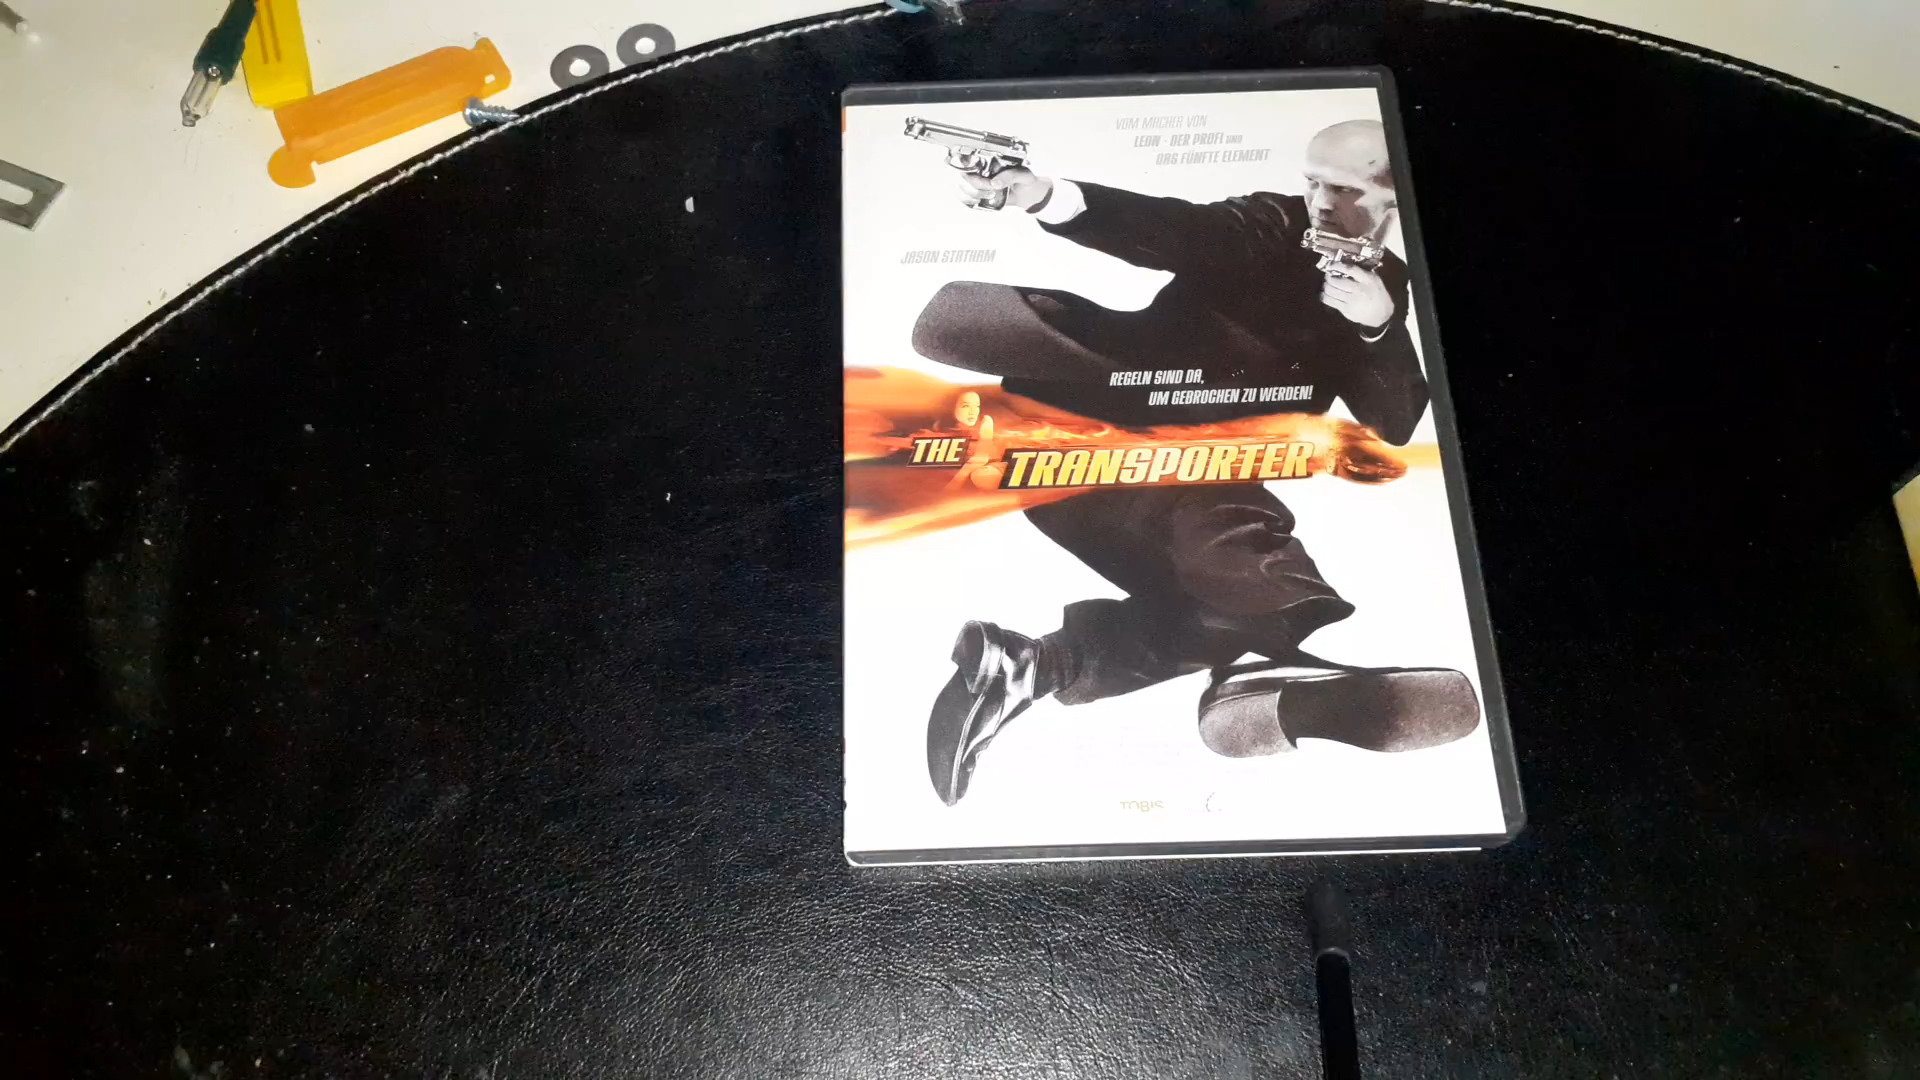 VOM MACHER VON
LEON - DER PROFI UND
DAS FÜNFTE ELEMENT
JASON STATHAM
REGELN SIND DA,
UM GEBROCHEN ZU WERDEN!
THE TRANSPORTER
TOBIS